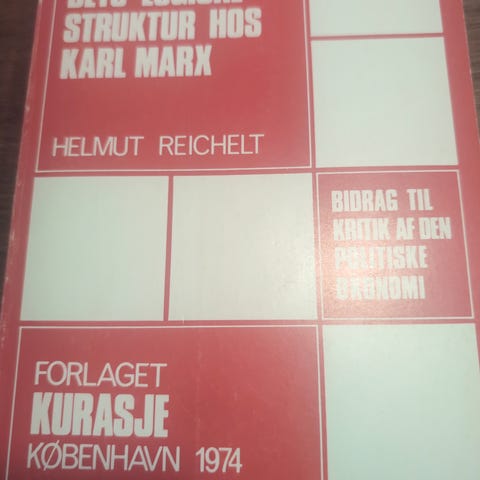 STRUKTUR HOS
KARL MARX
HELMUT REICHELT
BIDRAG TIL
KRITIK AF DEN
POLITISKE
ØKONOMI
FORLAGET
KURASJE
KØBENHAVN 1974